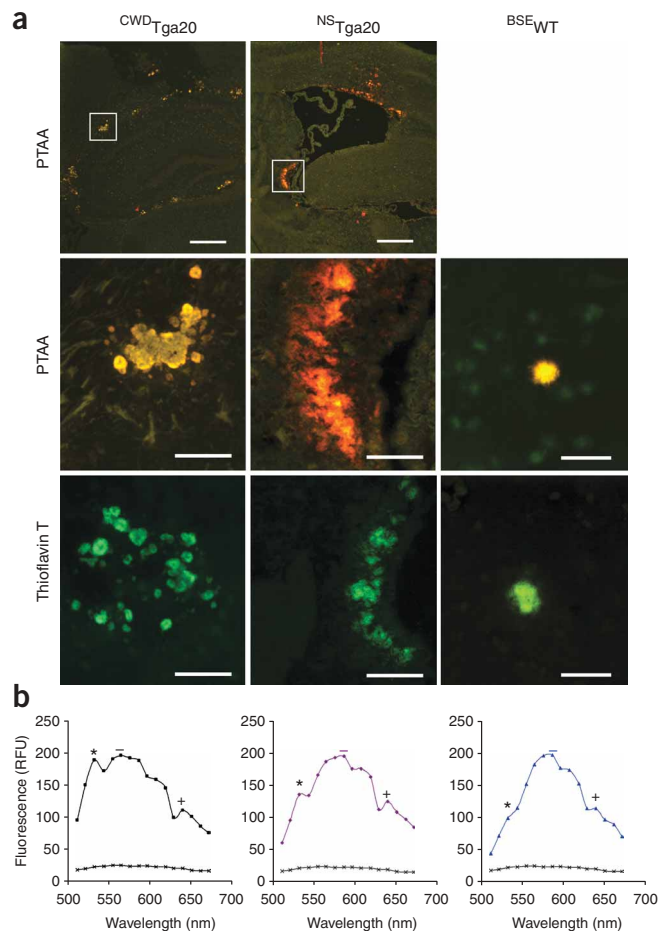 a
CWDTga20 NSTga20 BSEWT
PTAA
PTAA
Thioflavin T
b
Fluorescence (RFU)
250 250 250
200 200 200
150 150 150
100 100 100
50 50 50
0 0 0
* – + * – + * – +
500 550 600 650 700 500 550 600 650 700 500 550 600 650 700
Wavelength (nm) Wavelength (nm) Wavelength (nm)